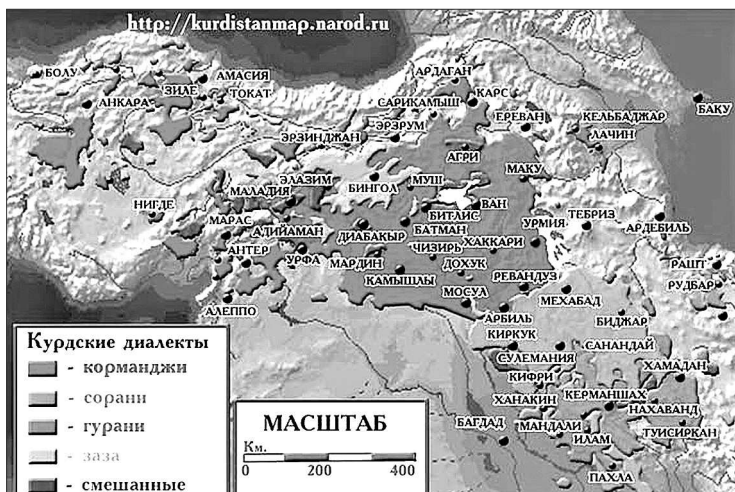 http://kurdistanmap.narod.ru
БОЛУ
АМАСИЯ
ЗИЛЕ
ТОКАТ
АНКАРА
АРДАГАН
КАРС
САРИКАМЫШ
ЕРЕВАН
КЕЛЬБАДЖАР
БАКУ
ЛАЧИН
ЭРЗРУМ
ЭРЗИНДЖАН
АГРИ
МАКУ
БИНГОЛ
МУШ
ЭЛАЗИМ
МАЛАДИЯ
ВАН
БИТЛИС
НИГДЕ
МАРАС
АДИЙАМАН
ДИАБАКЫР
БАТМАН
ХАККАРИ
УРМИЯ
ТЕБРИЗ
АРДЕБИЛЬ
АНТЕР
УРФА
МАРДИН
ЧИЗИРЬ
ДОХУК
КАМЫШЛЫ
РЕВАНДУЗ
РАШТ
РУДБАР
АЛЕППО
МОСУЛ
МЕХАБАД
АРБИЛЬ
БИДЖАР
КИРКУК
СУЛЕМАНИЯ
САНАНДАЙ
ХАМАДАН
КИФРИ
ХАНАКИН
КЕРМАНШАХ
НАХАВАНД
БАГДАД
МАНДАЛИ
ИЛАМ
ТУИСИРКАН
ПАХЛА
Курдские диалекты
- корманджи
- сорани
- гурани
- заза
- смешанные
МАСШТАБ
Км.
0 200 400